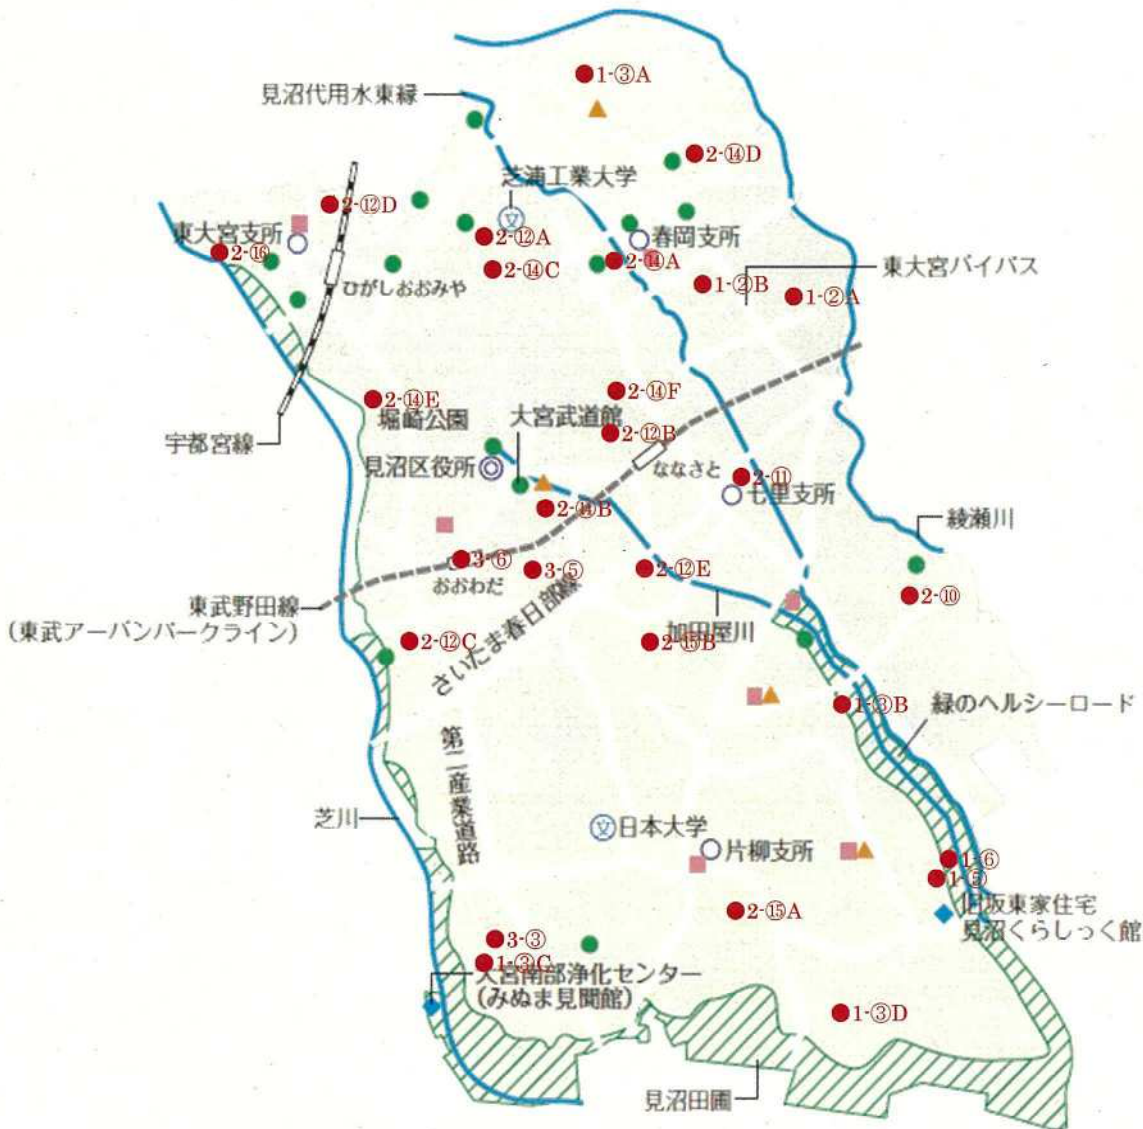 1-③A
見沼代用水東縁
2-⑭D
芝浦工業大学
2-⑫D
東大宮支所
2-⑫A
春岡支所
2-⑯
2-⑭C
2-⑭A
東大宮バイパス
ひがしおおみや
1-②B
1-②A
2-⑭E
2-⑭F
堀崎公園
大宮武道館
宇都宮線
2-⑫B
見沼区役所
ななさと
2-⑪
七里支所
2-⑭B
綾瀬川
3-⑥
3-⑤
2-⑫E
おおわだ
2-⑩
東武野田線
(東武アーバンパークライン)
さいたま春日部線
2-⑫C
加田屋川
2-⑮B
1-③B
緑のヘルシーロード
第二産業道路
芝川
日本大学
片柳支所
1-⑥
1-⑤
2-⑮A
旧坂東家住宅
見沼くらしっく館
3-③
1-③C
大宮南部浄化センター
(みぬま見聞館)
1-③D
見沼田圃
文
文